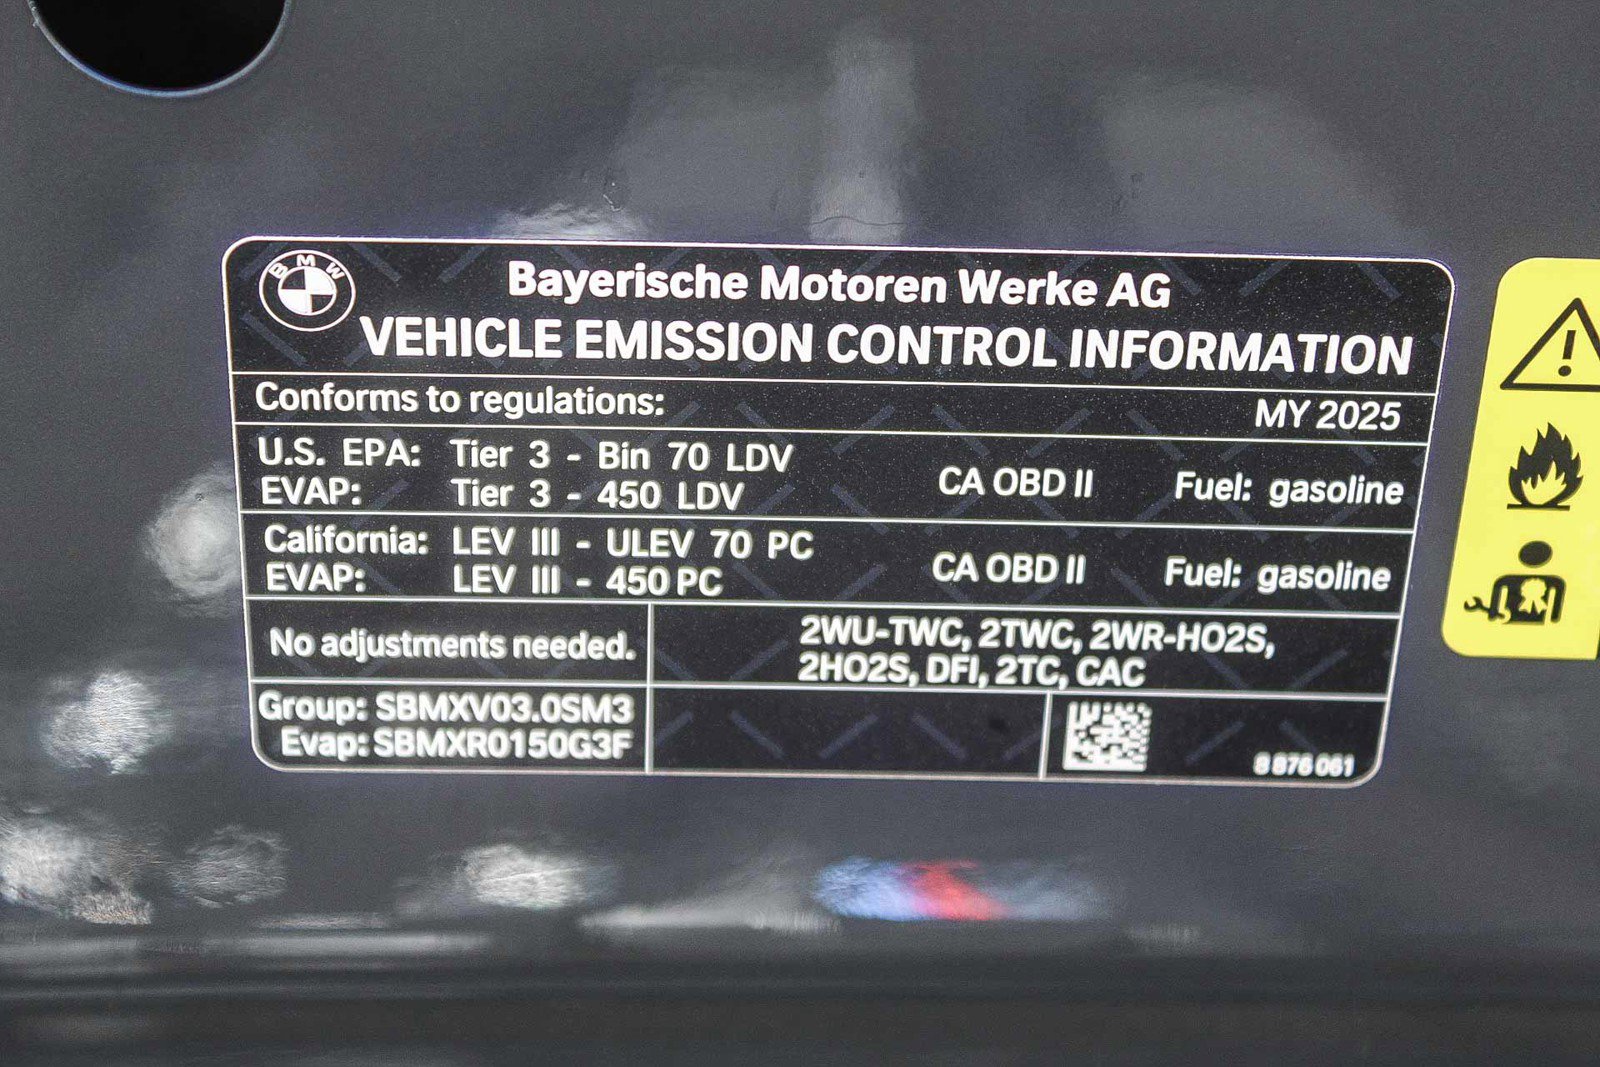 BMW
Bayerische Motoren Werke AG
VEHICLE EMISSION CONTROL INFORMATION
Conforms to regulations: MY 2025
U.S. EPA: Tier 3 - Bin 70 LDV
EVAP: Tier 3 - 450 LDV
CA OBD II Fuel: gasoline
California: LEV III - ULEV 70 PC
EVAP: LEV III - 450 PC
CA OBD II Fuel: gasoline
No adjustments needed.
2WU-TWC, 2TWC, 2WR-HO2S,
2HO2S, DFI, 2TC, CAC
Group: SBMXV03.0SM3
Evap: SBMXR0150G3F
8 876 061